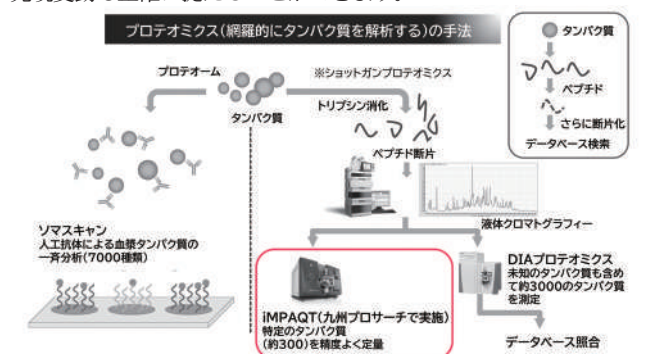 プロテオミクス(網羅的にタンパク質を解析する)の手法
プロテオーム
タンパク質
※ショットガンプロテオミクス
トリプシン消化
ペプチド断片
タンパク質
ペプチド
さらに断片化
データベース検索
液体クロマトグラフィー
ソマスキャン
人工抗体による血漿タンパク質の
一斉分析(7000種類)
iMPAQT(九州プロサーチで実施)
特定のタンパク質
(約300)を精度よく定量
DIAプロテオミクス
未知のタンパク質も含め
て約3000のタンパク質
を測定
データベース照合